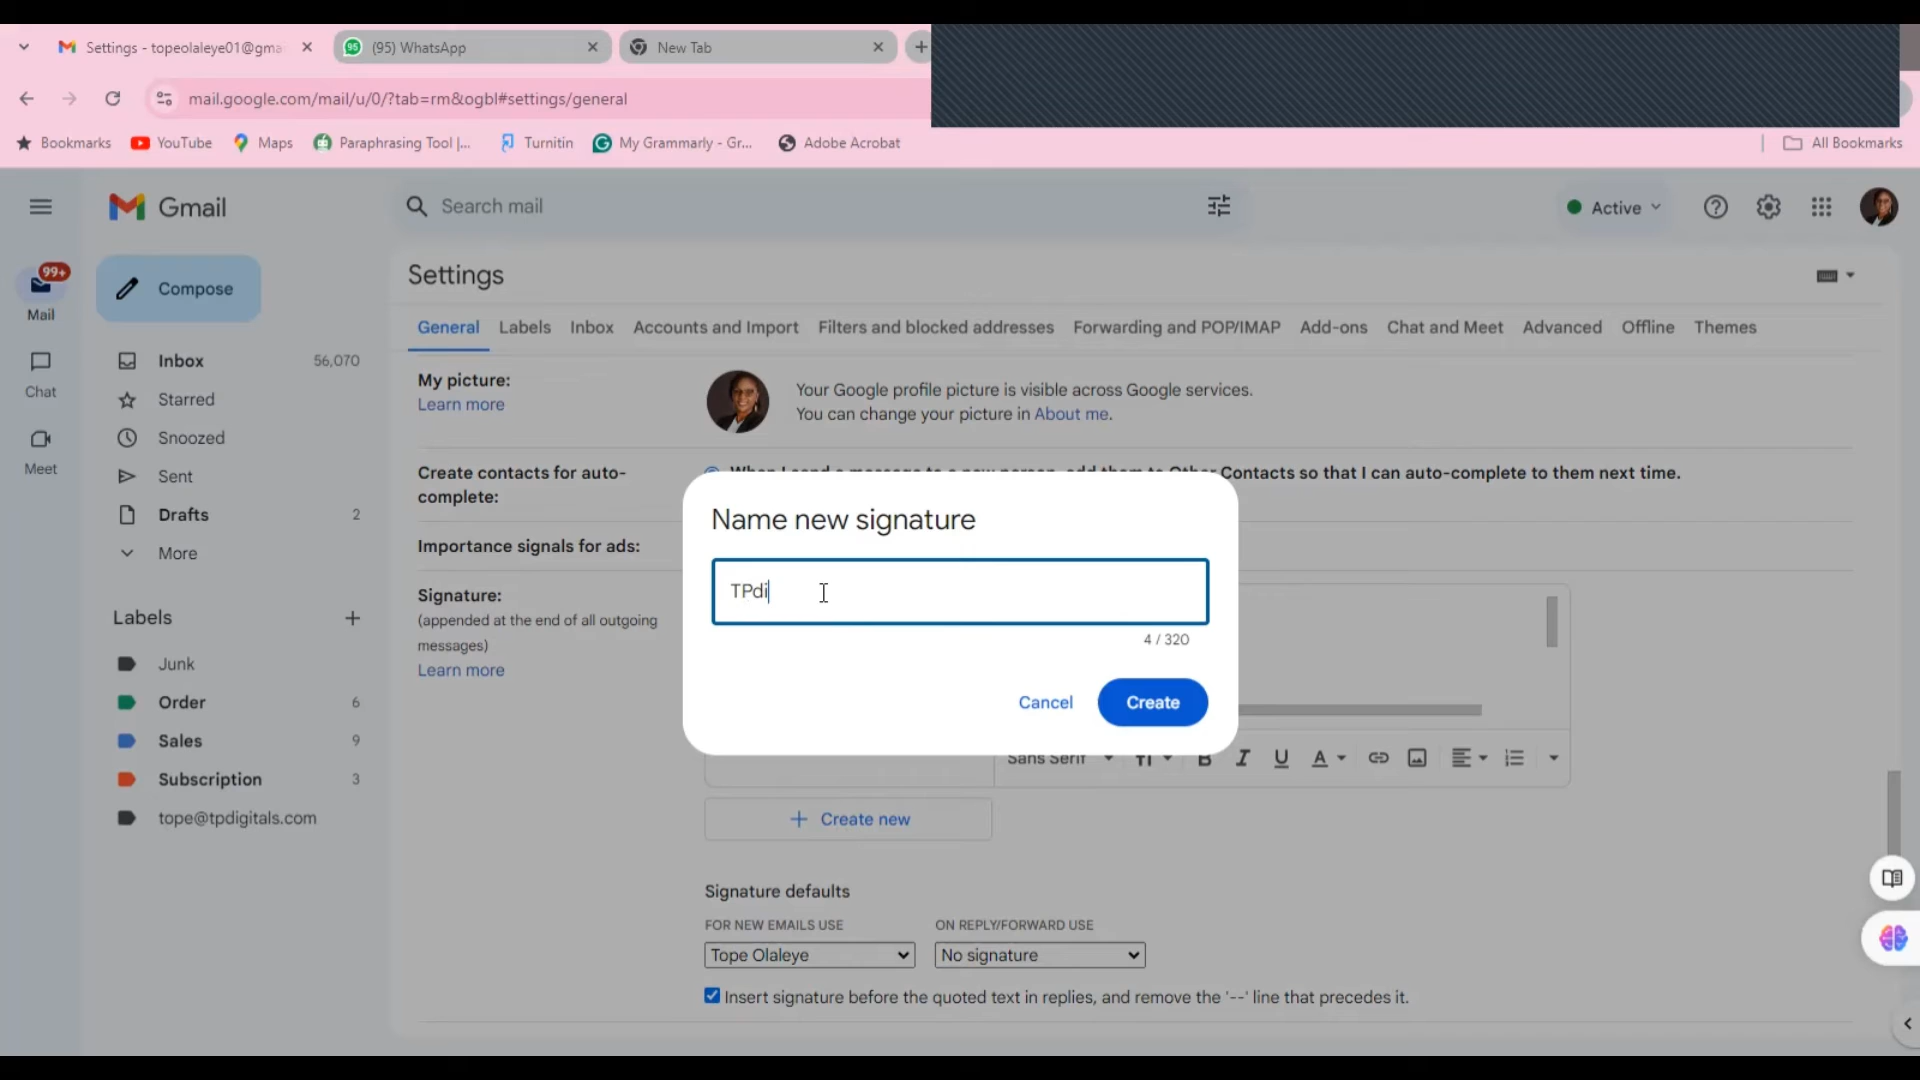 Settings - topeolaleye01@gma
95
(95) WhatsApp
New Tab
mail.google.com/mail/u/0/?tab=rm&ogbl#settings/general
Bookmarks
YouTube
Maps
Paraphrasing Tool |...
Turnitin
My Grammarly - Gr...
Adobe Acrobat
All Bookmarks
Gmail
Search mail
Active
99+
Mail
Chat
Meet
Compose
Inbox 56,070
Starred
Snoozed
Sent
Drafts 2
More
Labels
Junk
Order 6
Sales 9
Subscription 3
tope@tpdigitals.com
Settings
General Labels Inbox Accounts and Import Filters and blocked addresses Forwarding and POP/IMAP Add-ons Chat and Meet Advanced Offline Themes
My picture:
Learn more
Your Google profile picture is visible across Google services.
You can change your picture in About me.
Create contacts for auto-
complete:
When I send a message to a new person, add them to Other Contacts so that I can auto-complete to them next time.
Importance signals for ads:
Signature:
(appended at the end of all outgoing
messages)
Learn more
Name new signature
TPdi
4 / 320
Cancel
Create
Sans Serif
Create new
Signature defaults
FOR NEW EMAILS USE
ON REPLY/FORWARD USE
Tope Olaleye
No signature
Insert signature before the quoted text in replies, and remove the '--' line that precedes it.